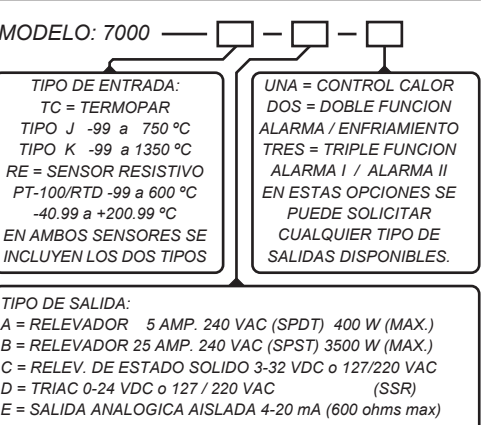 MODELO: 7000
TIPO DE ENTRADA:
TC = TERMOPAR
TIPO J -99 a 750 ºC
TIPO K -99 a 1350 ºC
RE = SENSOR RESISTIVO
PT-100/RTD -99 a 600 ºC
-40.99 a +200.99 ºC
EN AMBOS SENSORES SE
INCLUYEN LOS DOS TIPOS
UNA = CONTROL CALOR
DOS = DOBLE FUNCION
ALARMA / ENFRIAMIENTO
TRES = TRIPLE FUNCION
ALARMA I / ALARMA II
EN ESTAS OPCIONES SE
PUEDE SOLICITAR
CUALQUIER TIPO DE
SALIDAS DISPONIBLES.
TIPO DE SALIDA:
A = RELEVADOR 5 AMP. 240 VAC (SPDT) 400 W (MAX.)
B = RELEVADOR 25 AMP. 240 VAC (SPST) 3500 W (MAX.)
C = RELEV. DE ESTADO SOLIDO 3-32 VDC o 127/220 VAC
D = TRIAC 0-24 VDC o 127 / 220 VAC (SSR)
E = SALIDA ANALOGICA AISLADA 4-20 mA (600 ohms max)